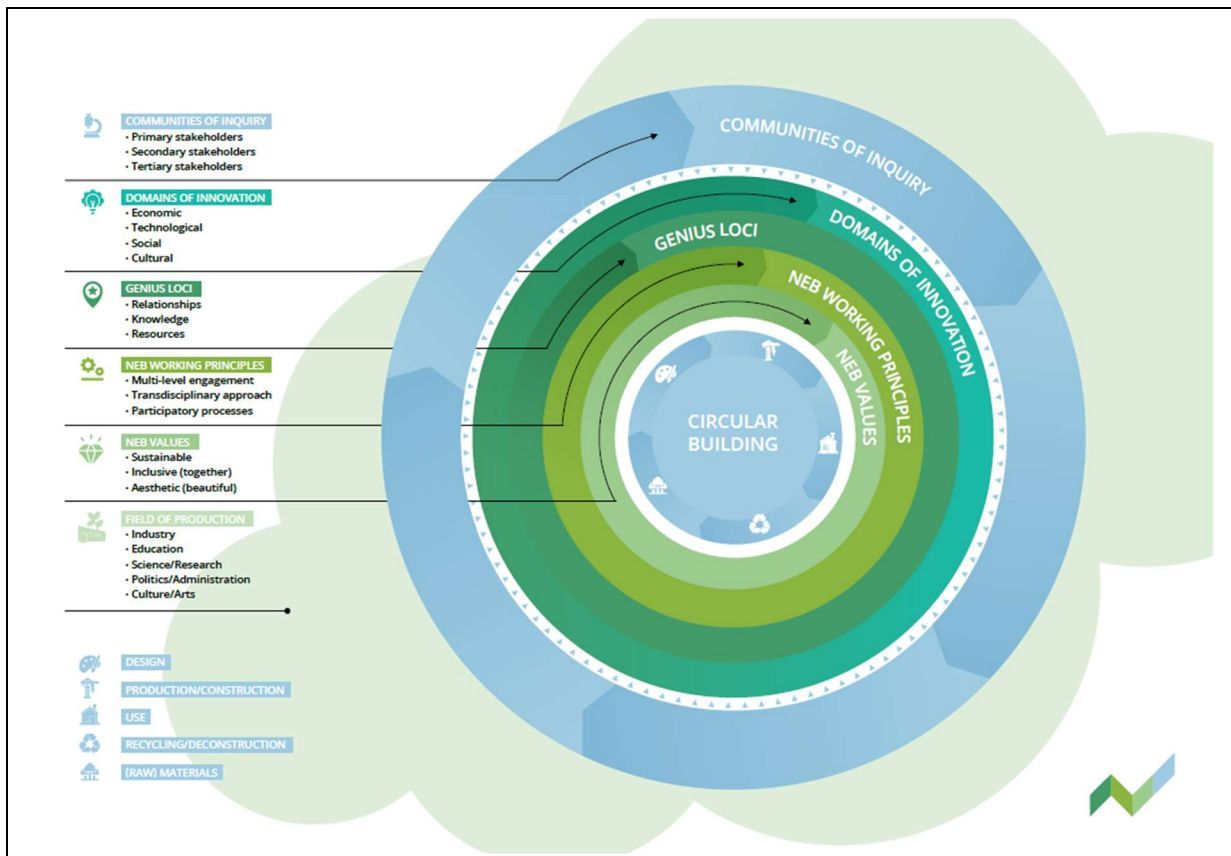 COMMUNITIES OF INQUIRY
· Primary stakeholders
· Secondary stakeholders
· Tertiary stakeholders
DOMAINS OF INNOVATION
· Economic
· Technological
· Social
· Cultural
GENIUS LOCI
· Relationships
· Knowledge
· Resources
NEB WORKING PRINCIPLES
· Multi-level engagement
· Transdisciplinary approach
· Participatory processes
NEB VALUES
· Sustainable
· Inclusive (together)
· Aesthetic (beautiful)
FIELD OF PRODUCTION
· Industry
· Education
· Science/Research
· Politics/Administration
· Culture/Arts
DESIGN
PRODUCTION/CONSTRUCTION
USE
RECYCLING/DECONSTRUCTION
(RAW) MATERIALS
COMMUNITIES OF INQUIRY
DOMAINS OF INNOVATION
GENIUS LOCI
NEB WORKING PRINCIPLES
NEB VALUES
CIRCULAR
BUILDING